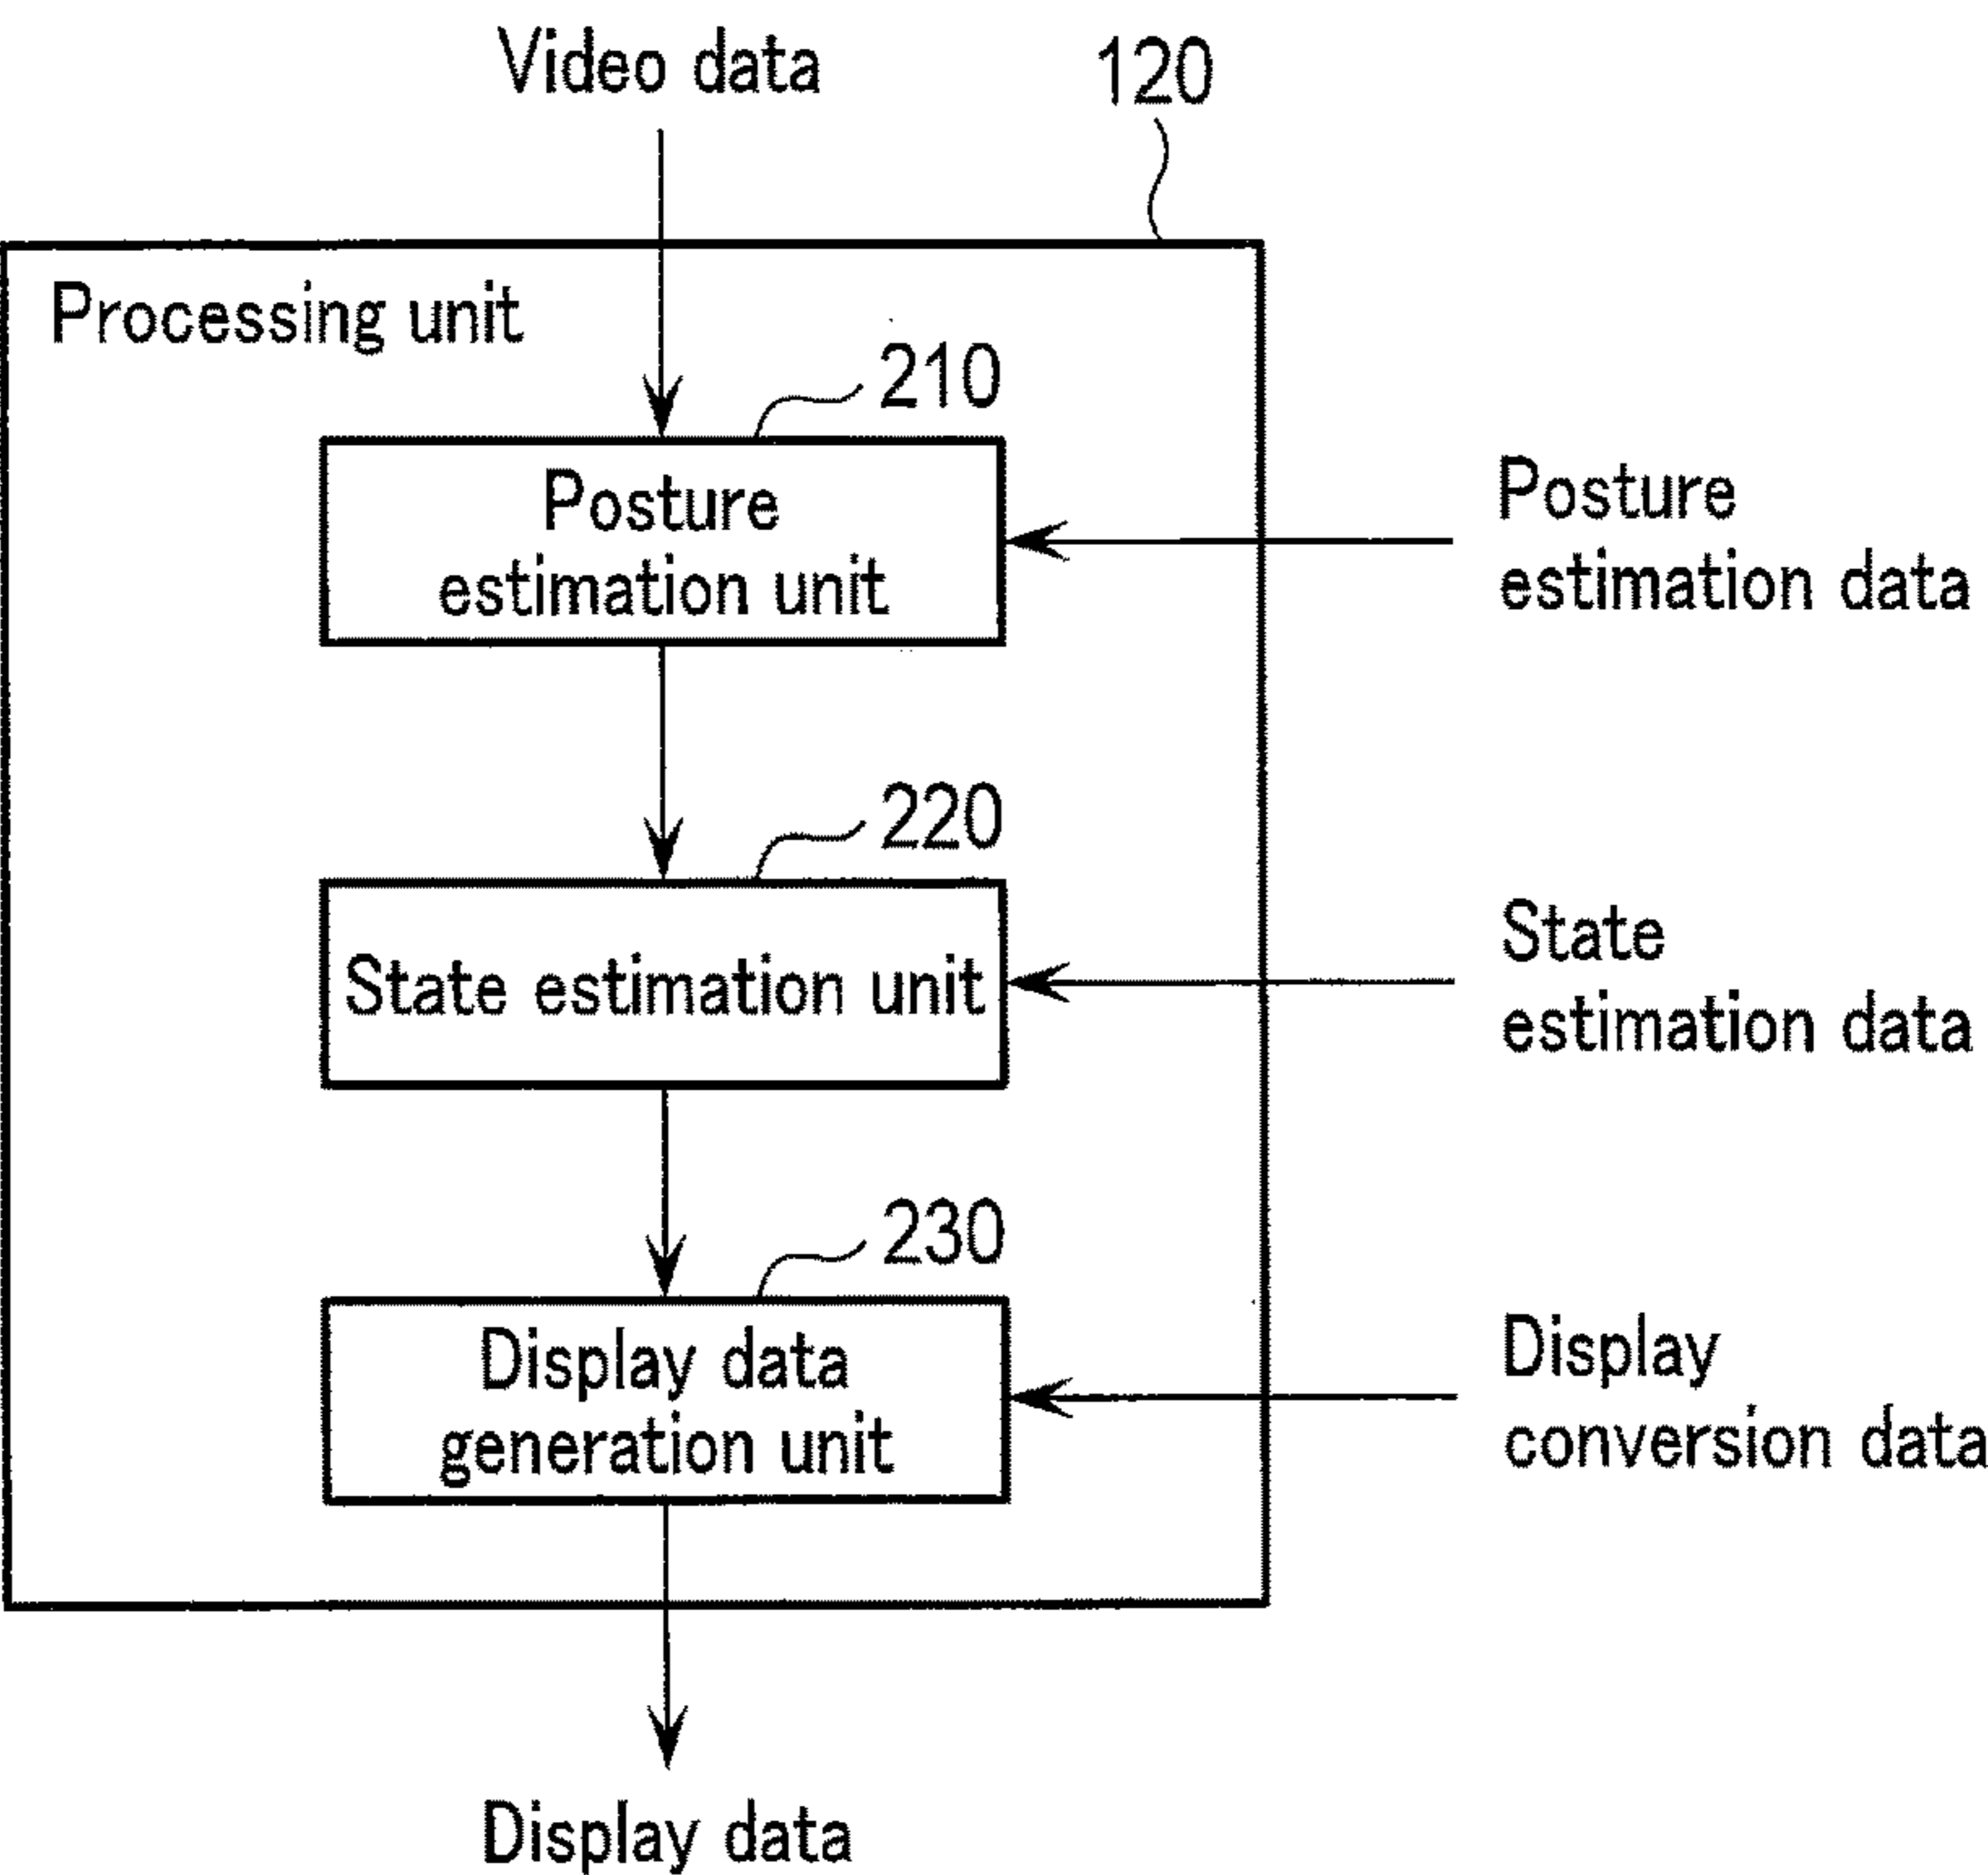 Video data
120
Processing unit
210
Posture
estimation unit
Posture
estimation data
220
State estimation unit
State
estimation data
230
Display data
generation unit
Display
conversion data
Display data